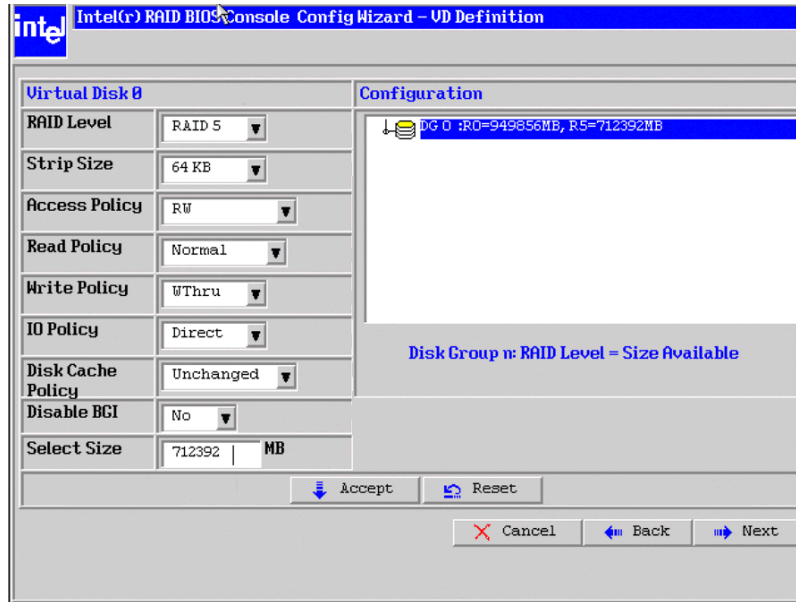 intel
Intel(r) RAID BIOS Console Config Wizard – VD Definition
Virtual Disk 0
Configuration
RAID Level
RAID 5
DG 0 :R0=949856MB, R5=712392MB
Strip Size
64 KB
Access Policy
RW
Read Policy
Normal
Write Policy
WThru
IO Policy
Direct
Disk Group n: RAID Level = Size Available
Disk Cache
Policy
Unchanged
Disable BGI
No
Select Size
712392
MB
Accept
Reset
Cancel
Back
Next